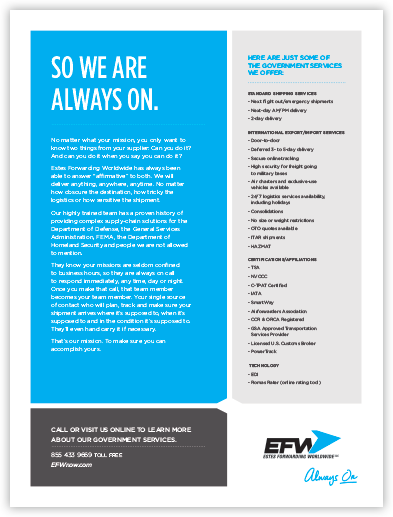 SO WE ARE
ALWAYS ON.
No matter what your mission, you only want to
know two things from your supplier: Can you do it?
And can you do it when you say you can do it?
Estes Forwarding Worldwide has always been
able to answer "affirmative" to both. We will
deliver anything, anywhere, anytime. No matter
how obscure the destination, how tricky the
logistics or how sensitive the shipment.
Our highly trained team has a proven history of
providing complex supply-chain solutions for the
Department of Defense, the General Services
Administration, FEMA, the Department of
Homeland Security and people we are not allowed
to mention.
They know your missions are seldom confined
to business hours, so they are always on call
to respond immediately, any time, day or night.
Once you make that call, that team member
becomes your team member. Your single source
of contact who will plan, track and make sure your
shipment arrives where it's supposed to, when it's
supposed to and in the condition it's supposed to.
They'll even hand carry it if necessary.
That's our mission. To make sure you can
accomplish yours.
HERE ARE JUST SOME OF
THE GOVERNMENT SERVICES
WE OFFER:
STANDARD SHIPPING SERVICES
• Next flight out/emergency shipments
• Next-day AM/PM delivery
• 2-day delivery
INTERNATIONAL EXPORT/IMPORT SERVICES
• Door-to-door
• Deferred 3- to 5-day delivery
• Secure online tracking
• High security for freight going
to military bases
• Air charters and exclusive-use
vehicles available
• 24/7 logistics services availability,
including holidays
• Consolidations
• No size or weight restrictions
• OTO quotes available
• ITAR shipments
• HAZMAT
CERTIFICATIONS/AFFILIATIONS
• TSA
• NVOCC
• C-TPAT Certified
• IATA
• SmartWay
• Airforwarders Association
• CCR & ORCA Registered
• GSA Approved Transportation
Services Provider
• Licensed U.S. Customs Broker
• PowerTrack
TECHNOLOGY
• EDI
• Romas Rater (online rating tool)
CALL OR VISIT US ONLINE TO LEARN MORE
ABOUT OUR GOVERNMENT SERVICES.
855 433 9669 TOLL FREE
EFWnow.com
EFW
ESTES FORWARDING WORLDWIDE
Always On